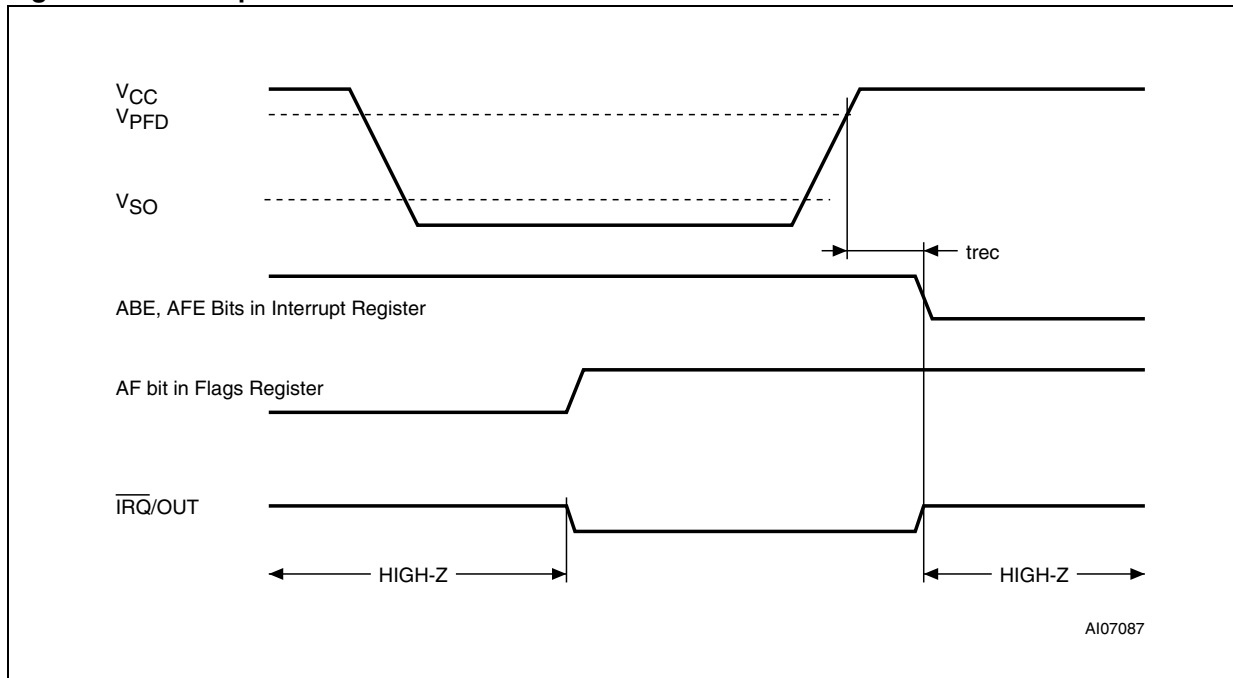 VCC
VPFD
VSO
trec
ABE, AFE Bits in Interrupt Register
AF bit in Flags Register
IRQ/OUT
HIGH-Z
HIGH-Z
AI07087